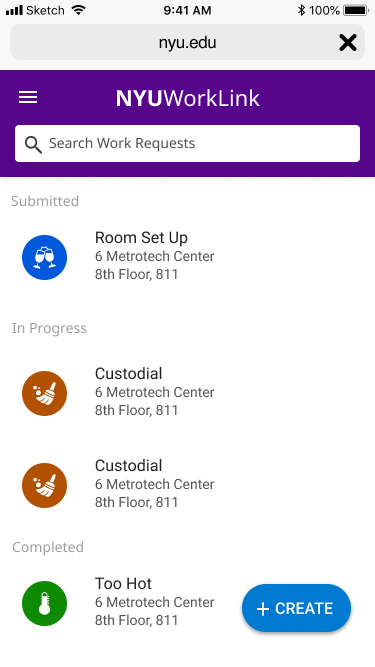 Sketch 9:41 AM 100%
nyu.edu
NYUWorkLink
Search Work Requests
Submitted
Room Set Up
6 Metrotech Center
8th Floor, 811
In Progress
Custodial
6 Metrotech Center
8th Floor, 811
Custodial
6 Metrotech Center
8th Floor, 811
Completed
Too Hot
6 Metrotech Center
8th Floor, 811
CREATE